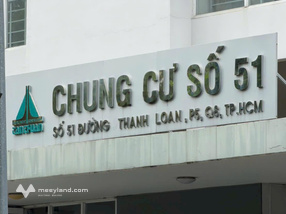 CHUNG CƯ SỐ 51
SỐ 51 ĐƯỜNG THANH LOAN, P5, Q8, TP.HCM
meeyland.com